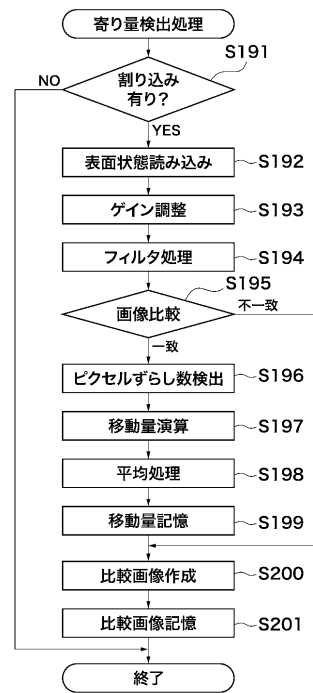 寄り量検出処理
S191
NO
割り込み
有り?
YES
表面状態読み込み
S192
ゲイン調整
S193
フィルタ処理
S194
S195
画像比較
不一致
一致
ピクセルずらし数検出
S196
移動量演算
S197
平均処理
S198
移動量記憶
S199
比較画像作成
S200
比較画像記憶
S201
終了